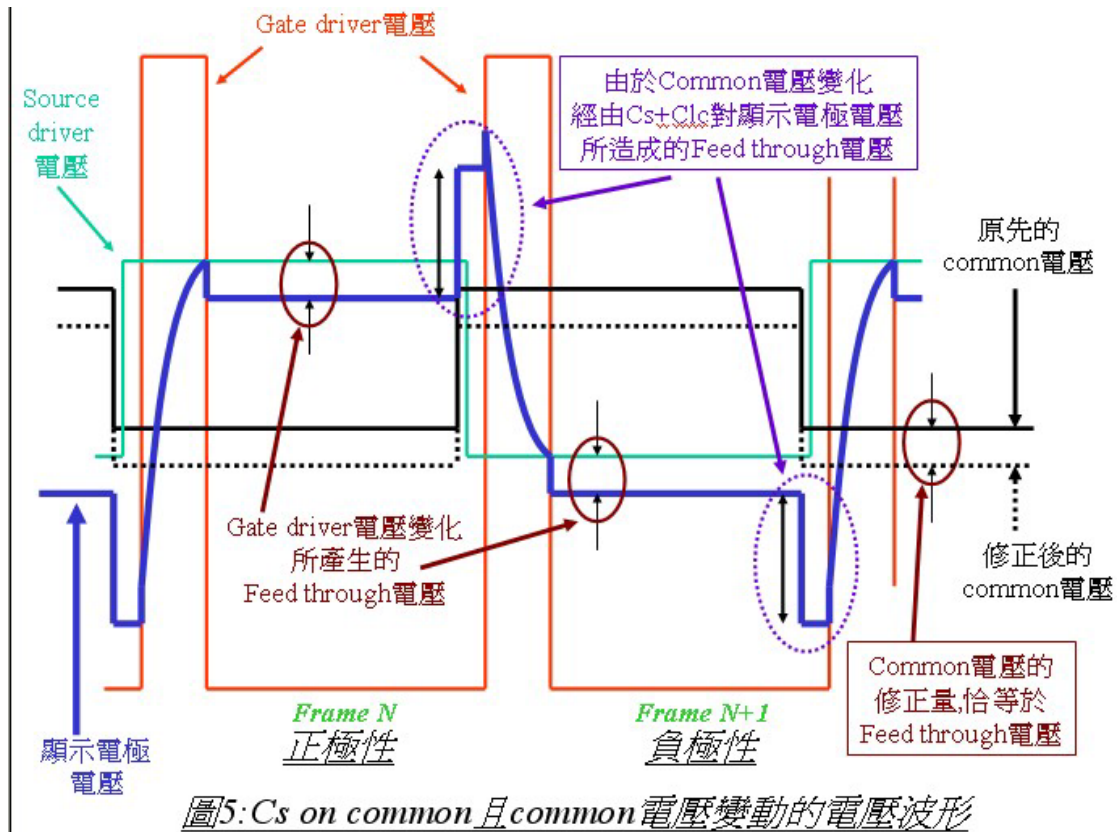 Gate driver電壓
Source
driver
電壓
由於Common電壓變化
經由Cs+Clc對顯示電極電壓
所造成的Feed through電壓
原先的
common電壓
Gate driver電壓變化
所產生的
Feed through電壓
修正後的
common電壓
Common電壓的
修正量,恰等於
Feed through電壓
顯示電極
電壓
Frame N
正極性
Frame N+1
負極性
圖5:Cs on common 且common電壓變動的電壓波形